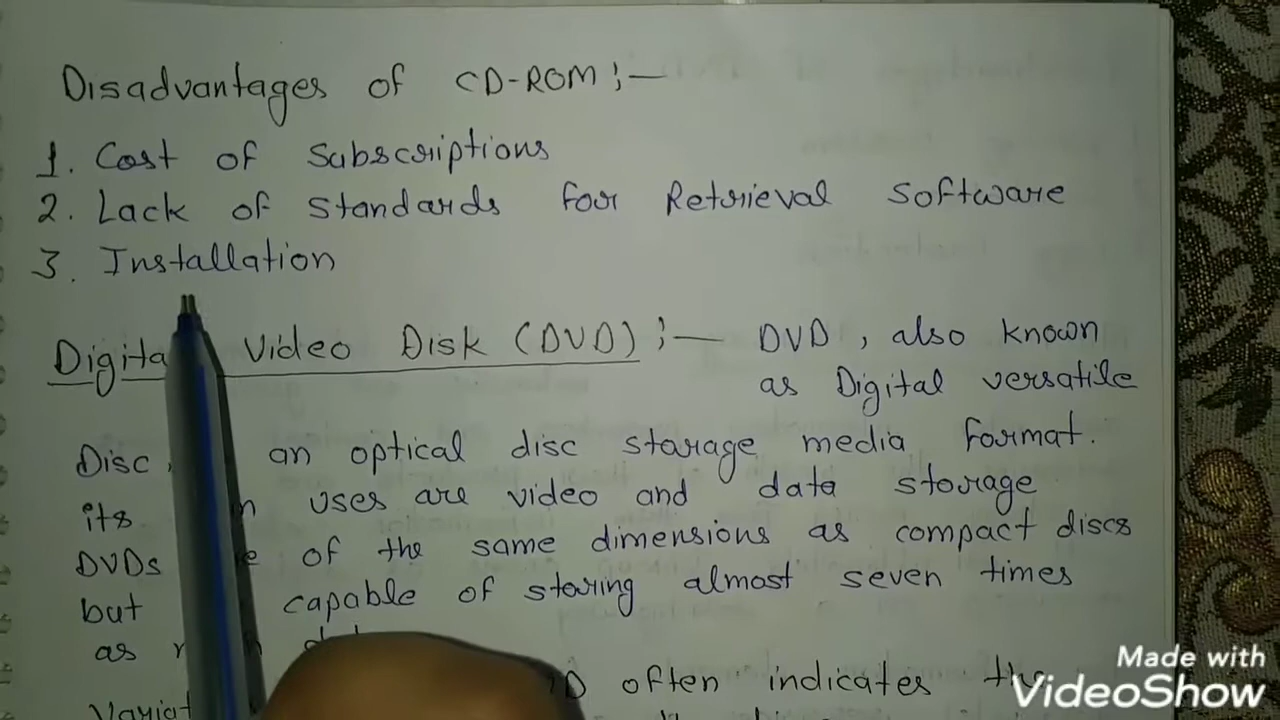 Disadvantages of CD-ROM :—
1. Cost of Subscriptions
2. Lack of standards for Retrieval Software
3. Installation
Digital Video Disk (DVD) :— DVD, also known
as Digital versatile
Disc, an optical disc storage media format.
its uses are video and data storage
DVDs of the same dimensions as compact discs
but capable of storing almost seven times
as
often indicates the
Made with
VideoShow